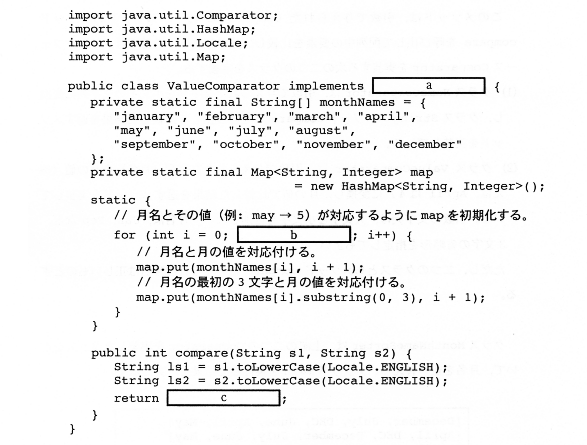 import java.util.Comparator;
import java.util.HashMap;
import java.util.Locale;
import java.util.Map;
public class ValueComparator implements a {
private static final String[] monthNames = {
"january", "february", "march", "april",
"may", "june", "july", "august",
"september", "october", "november", "december"
};
private static final Map<String, Integer> map
= new HashMap<String, Integer>();
static {
// 月名とその値（例: may → 5）が対応するように map を初期化する。
for (int i = 0; b ; i++) {
// 月名と月の値を対応付ける。
map.put(monthNames[i], i + 1);
// 月名の最初の 3 文字と月の値を対応付ける。
map.put(monthNames[i].substring(0, 3), i + 1);
}
}
public int compare(String s1, String s2) {
String ls1 = s1.toLowerCase(Locale.ENGLISH);
String ls2 = s2.toLowerCase(Locale.ENGLISH);
return c ;
}
}